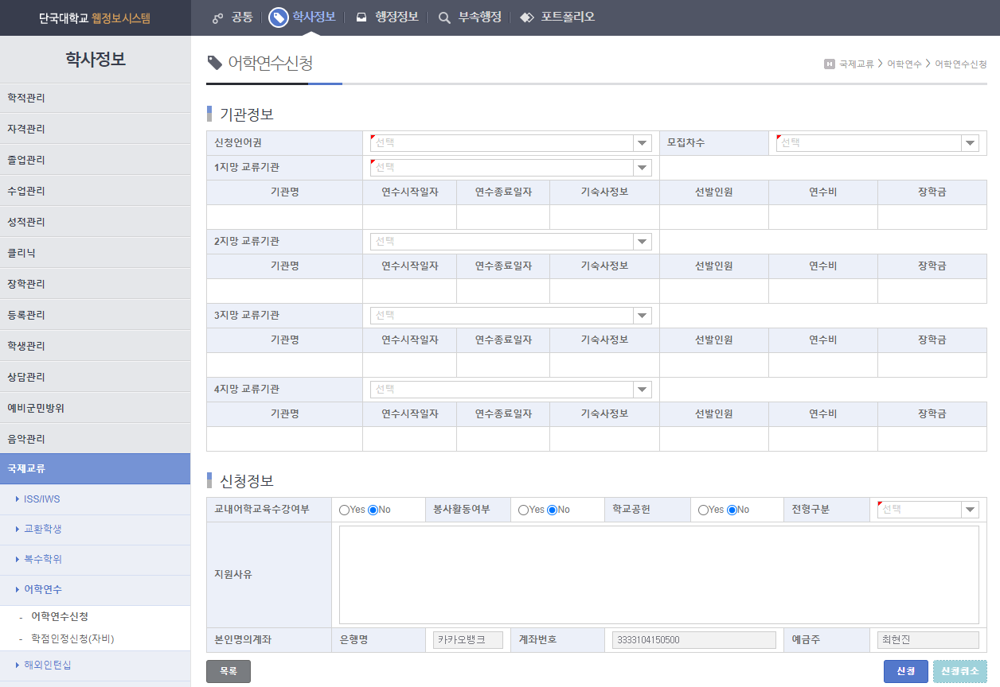 단국대학교 웹정보시스템
공통 학사정보 행정정보 부속행정 포트폴리오
학사정보
학적관리
자격관리
졸업관리
수업관리
성적관리
클리닉
장학관리
등록관리
학생관리
상담관리
예비군민방위
음악관리
국제교류
ISS/IWS
교환학생
복수학위
어학연수
- 어학연수신청
- 학점인정신청(자비)
해외인턴십
어학연수신청
H 국제교류 > 어학연수 > 어학연수신청
기관정보
신청언어권 선택 모집차수 선택
1지망 교류기관 선택
기관명 연수시작일자 연수종료일자 기숙사정보 선발인원 연수비 장학금
2지망 교류기관 선택
기관명 연수시작일자 연수종료일자 기숙사정보 선발인원 연수비 장학금
3지망 교류기관 선택
기관명 연수시작일자 연수종료일자 기숙사정보 선발인원 연수비 장학금
4지망 교류기관 선택
기관명 연수시작일자 연수종료일자 기숙사정보 선발인원 연수비 장학금
신청정보
교내어학교육수강여부 Yes No 봉사활동여부 Yes No 학교공헌 Yes No 전형구분 선택
지원사유
본인명의계좌 은행명 카카오뱅크 계좌번호 3333104150500 예금주 최현진
목록 신청 신청취소